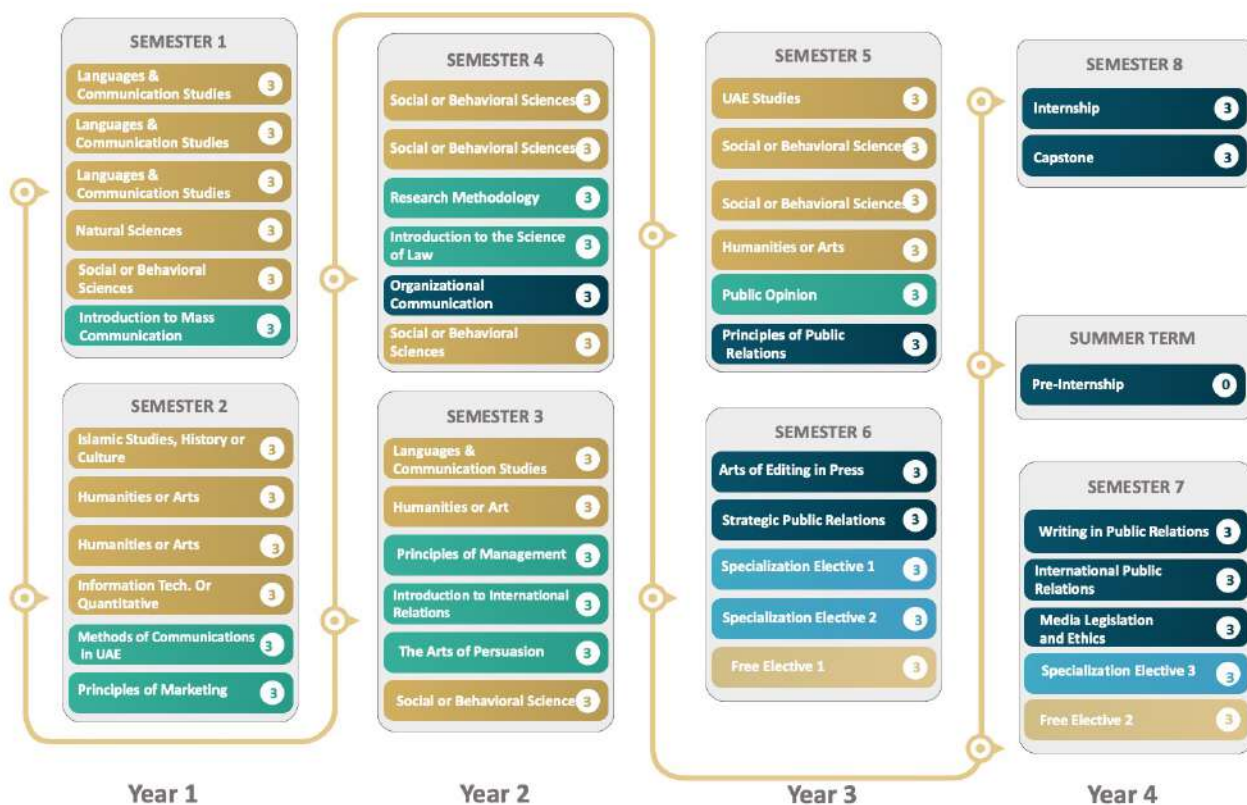 SEMESTER 1
Languages &
Communication Studies
3
Languages &
Communication Studies
3
Languages &
Communication Studies
3
Natural Sciences
3
Social or Behavioral
Sciences
3
Introduction to Mass
Communication
3
SEMESTER 2
Islamic Studies, History or
Culture
3
Humanities or Arts
3
Humanities or Arts
3
Information Tech. Or
Quantitative
3
Methods of Communications
in UAE
3
Principles of Marketing
3
Year 1
SEMESTER 4
Social or Behavioral Sciences
3
Social or Behavioral Sciences
3
Research Methodology
3
Introduction to the Science
of Law
3
Organizational
Communication
3
Social or Behavioral
Sciences
3
SEMESTER 3
Languages &
Communication Studies
3
Humanities or Art
3
Principles of Management
3
Introduction to International
Relations
3
The Arts of Persuasion
3
Social or Behavioral Science
3
Year 2
SEMESTER 5
UAE Studies
3
Social or Behavioral Sciences
3
Social or Behavioral Sciences
3
Humanities or Arts
3
Public Opinion
3
Principles of Public
Relations
3
SEMESTER 6
Arts of Editing in Press
3
Strategic Public Relations
3
Specialization Elective 1
3
Specialization Elective 2
3
Free Elective 1
3
Year 3
SEMESTER 8
Internship
3
Capstone
3
SUMMER TERM
Pre-Internship
0
SEMESTER 7
Writing in Public Relations
3
International Public
Relations
3
Media Legislation
and Ethics
3
Specialization Elective 3
3
Free Elective 2
3
Year 4